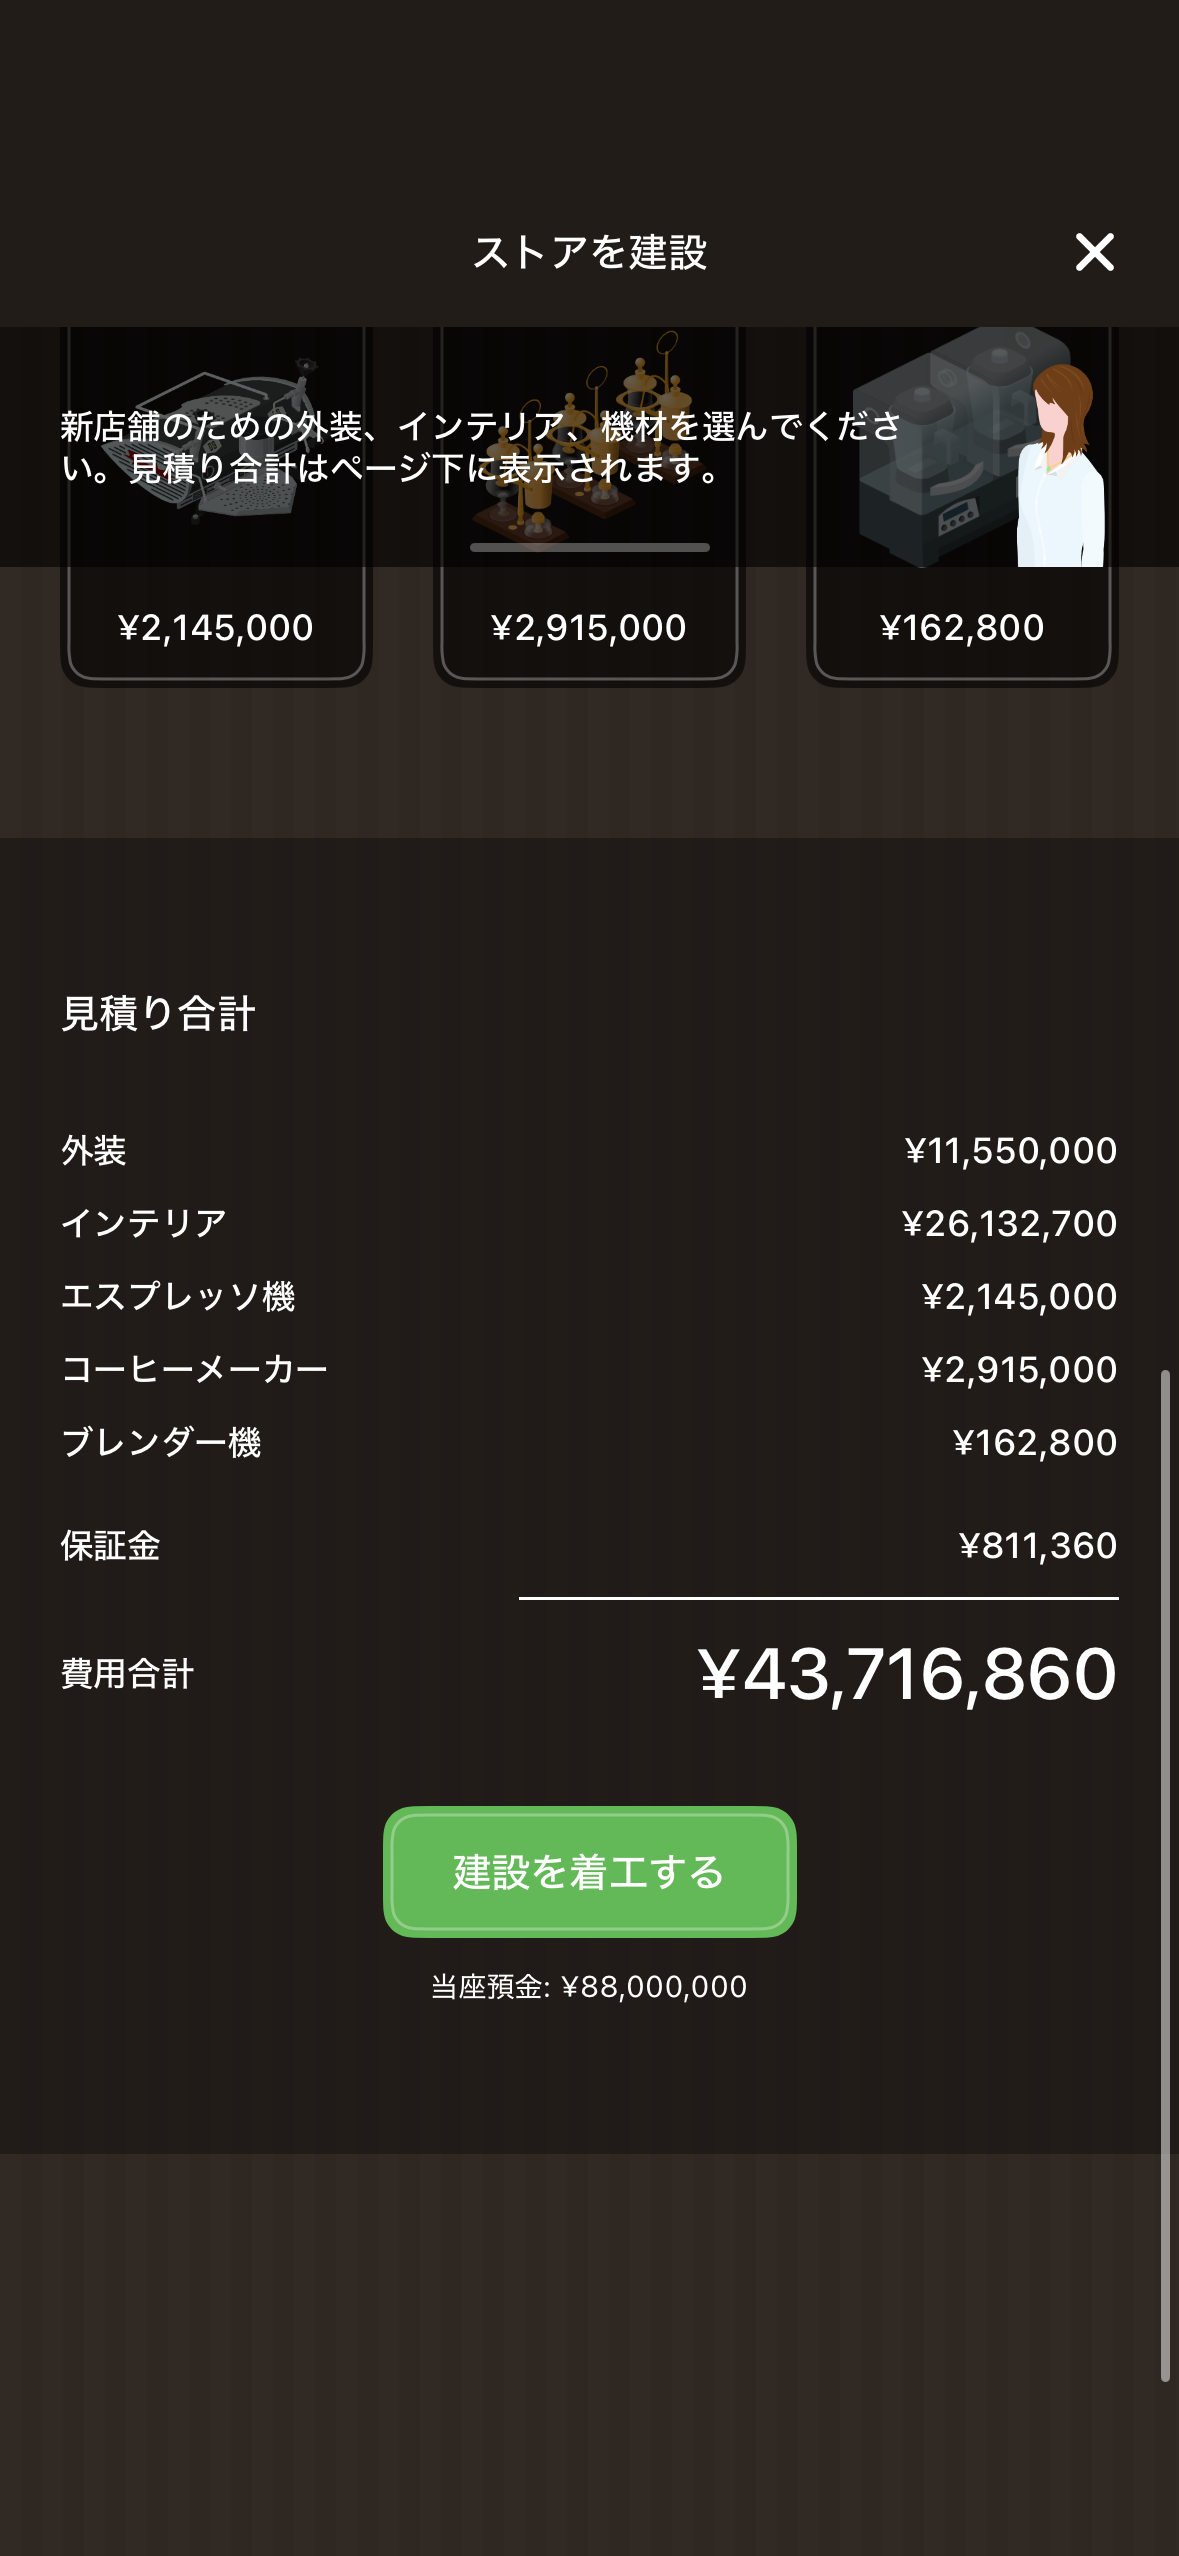 ストアを建設
新店舗のための外装、インテリア、機材を選んでくださ
い。見積り合計はページ下に表示されます。
¥2,145,000
¥2,915,000
¥162,800
見積り合計
外装 ¥11,550,000
インテリア ¥26,132,700
エスプレッソ機 ¥2,145,000
コーヒーメーカー ¥2,915,000
ブレンダー機 ¥162,800
保証金 ¥811,360
費用合計 ¥43,716,860
建設を着工する
当座預金: ¥88,000,000